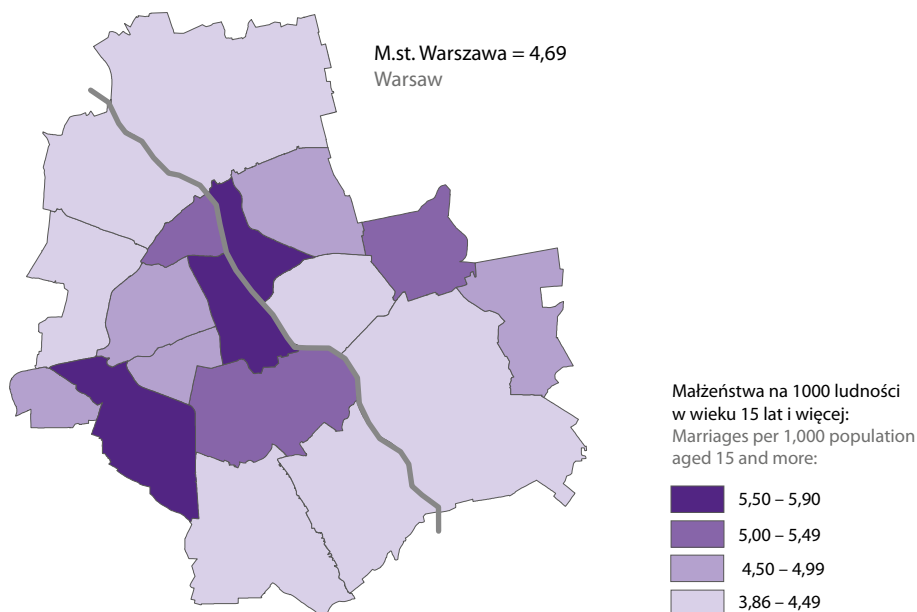 M.st. Warszawa = 4,69
Warsaw
Małżeństwa na 1000 ludności
w wieku 15 lat i więcej:
Marriages per 1,000 population
aged 15 and more:
5,50 – 5,90
5,00 – 5,49
4,50 – 4,99
3,86 – 4,49